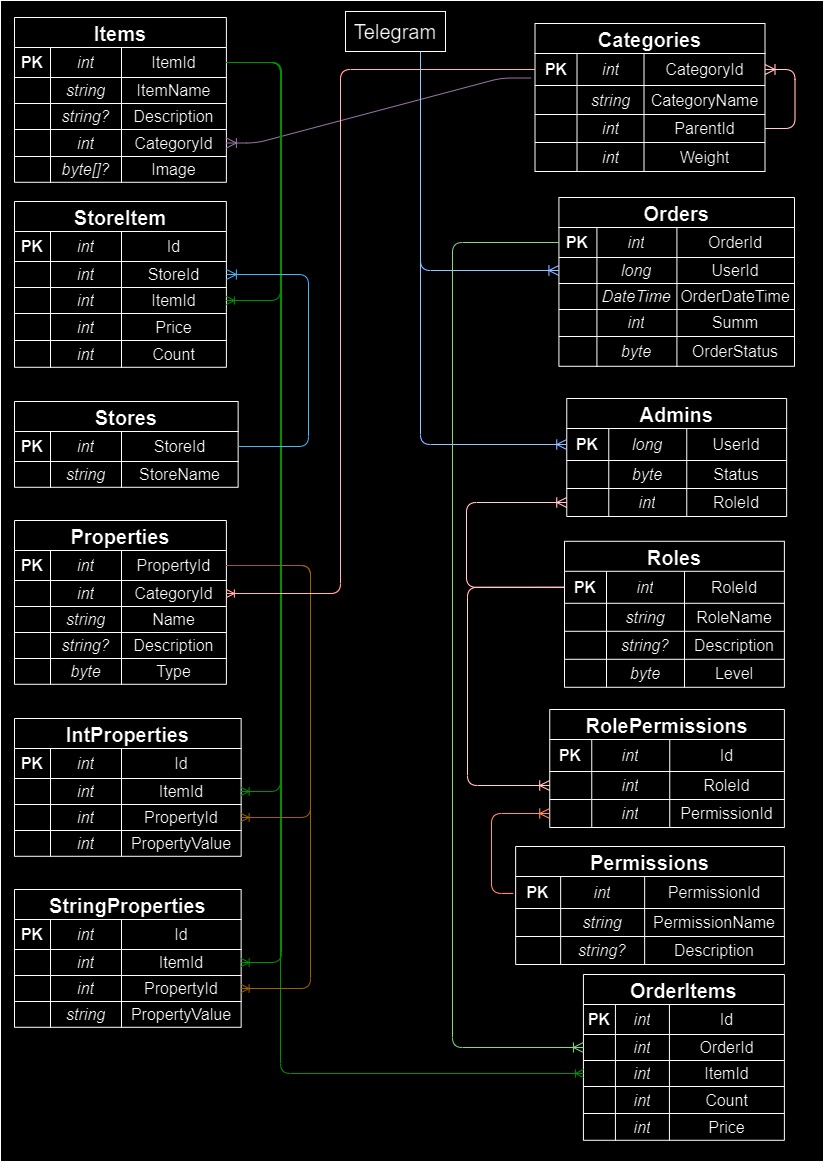 Items
PK int ItemId
string ItemName
string? Description
int CategoryId
byte[]? Image
StoreItem
PK int Id
int StoreId
int ItemId
int Price
int Count
Stores
PK int StoreId
string StoreName
Properties
PK int PropertyId
int CategoryId
string Name
string? Description
byte Type
IntProperties
PK int Id
int ItemId
int PropertyId
int PropertyValue
StringProperties
PK int Id
int ItemId
int PropertyId
string PropertyValue
Telegram
Categories
PK int CategoryId
string CategoryName
int ParentId
int Weight
Orders
PK int OrderId
long UserId
DateTime OrderDateTime
int Summ
byte OrderStatus
Admins
PK long UserId
byte Status
int RoleId
Roles
PK int RoleId
string RoleName
string? Description
byte Level
RolePermissions
PK int Id
int RoleId
int PermissionId
Permissions
PK int PermissionId
string PermissionName
string? Description
OrderItems
PK int Id
int OrderId
int ItemId
int Count
int Price